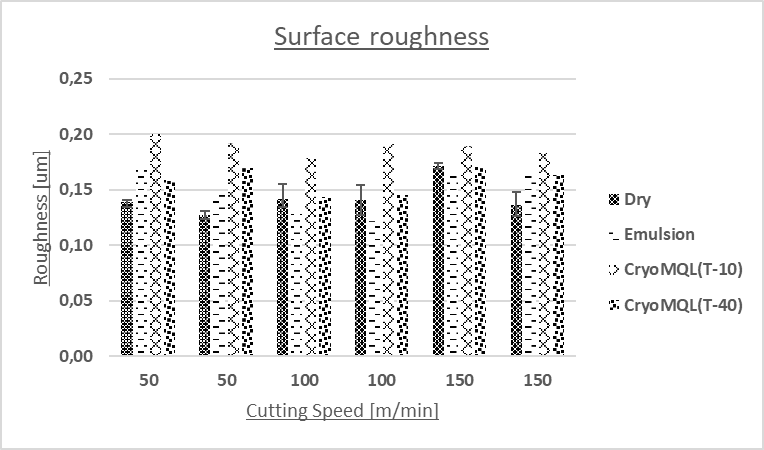 Surface roughness
0,25
0,20
0,15
0,10
0,05
0,00
Roughness [um]
50 50 100 100 150 150
Cutting Speed [m/min]
Dry
Emulsion
CryoMQL(T-10)
CryoMQL(T-40)